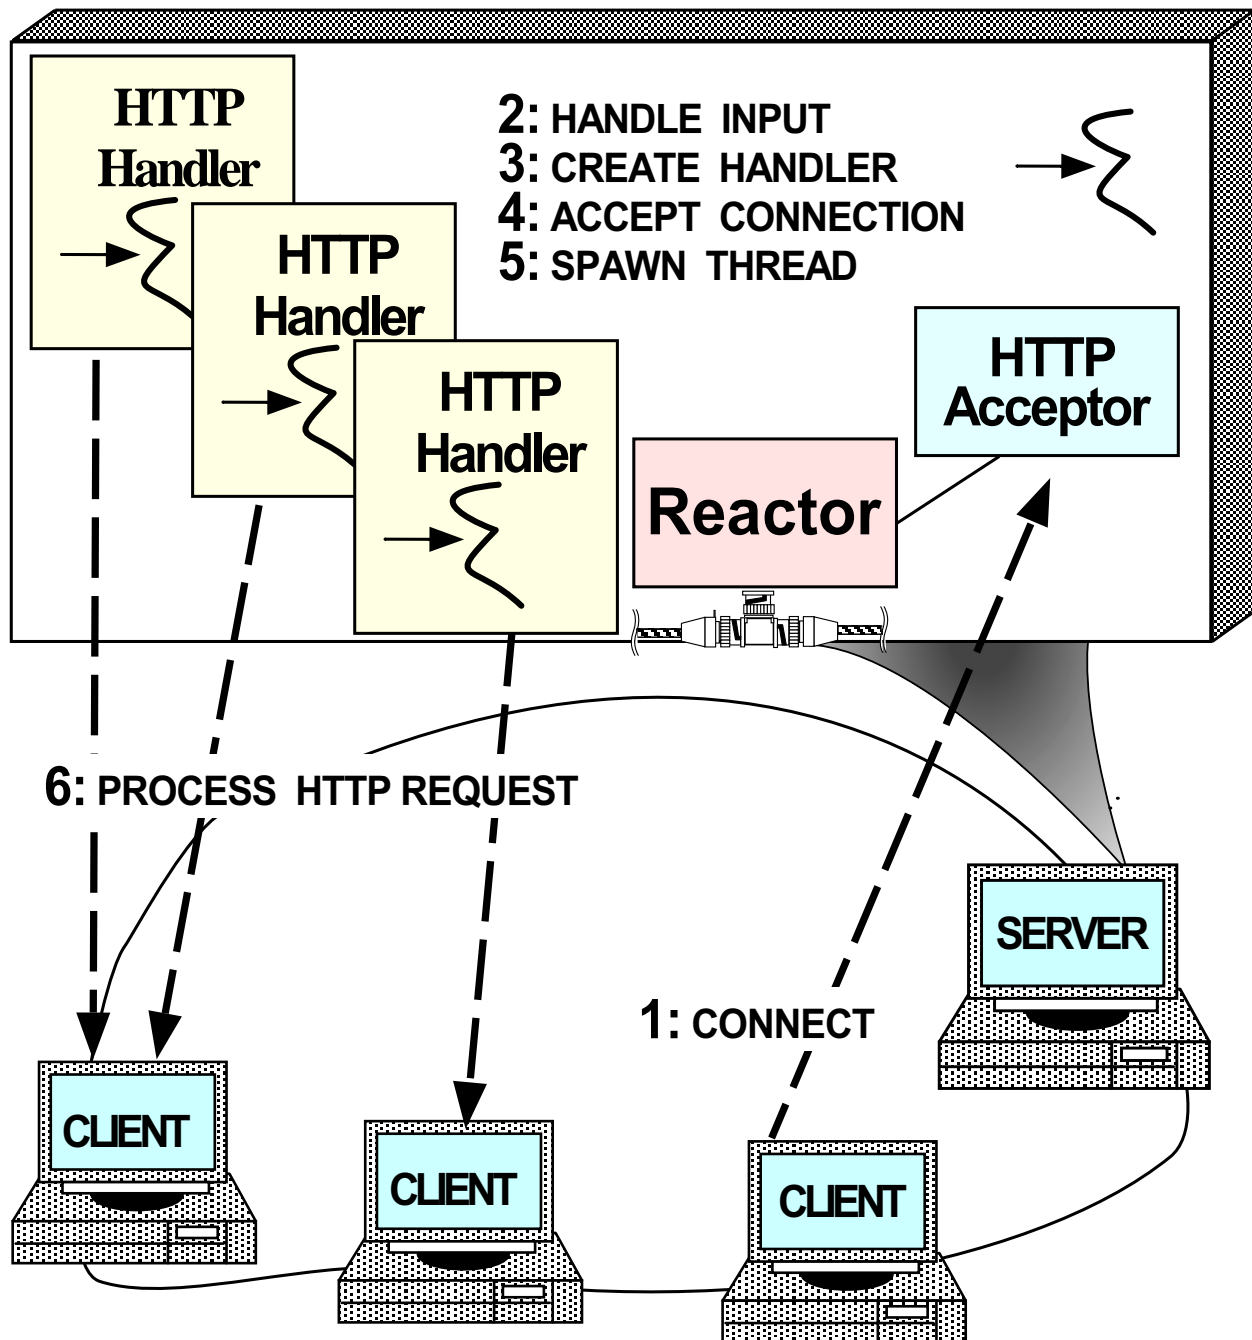 HTTP
Handler
HTTP
Handler
HTTP
Handler
2: HANDLE INPUT
3: CREATE HANDLER
4: ACCEPT CONNECTION
5: SPAWN THREAD
HTTP
Acceptor
Reactor
6: PROCESS HTTP REQUEST
SERVER
1: CONNECT
CLIENT
CLIENT
CLIENT